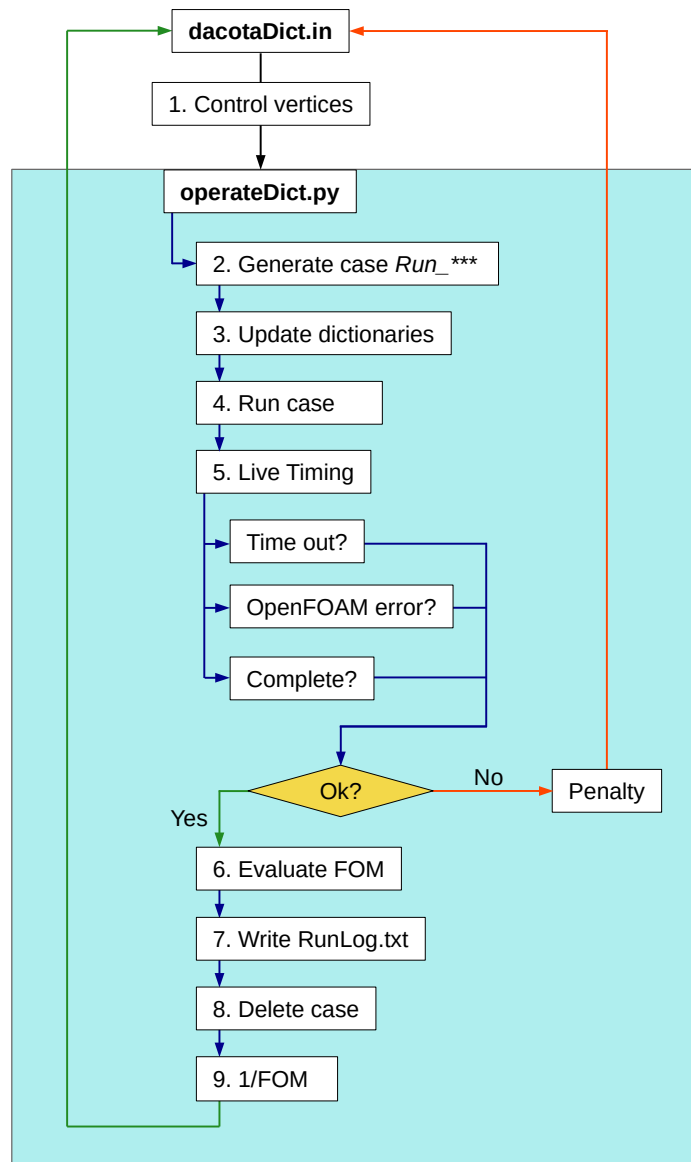 dacotaDict.in
1. Control vertices
operateDict.py
2. Generate case Run_***
3. Update dictionaries
4. Run case
5. Live Timing
Time out?
OpenFOAM error?
Complete?
Ok?
No
Penalty
Yes
6. Evaluate FOM
7. Write RunLog.txt
8. Delete case
9. 1/FOM